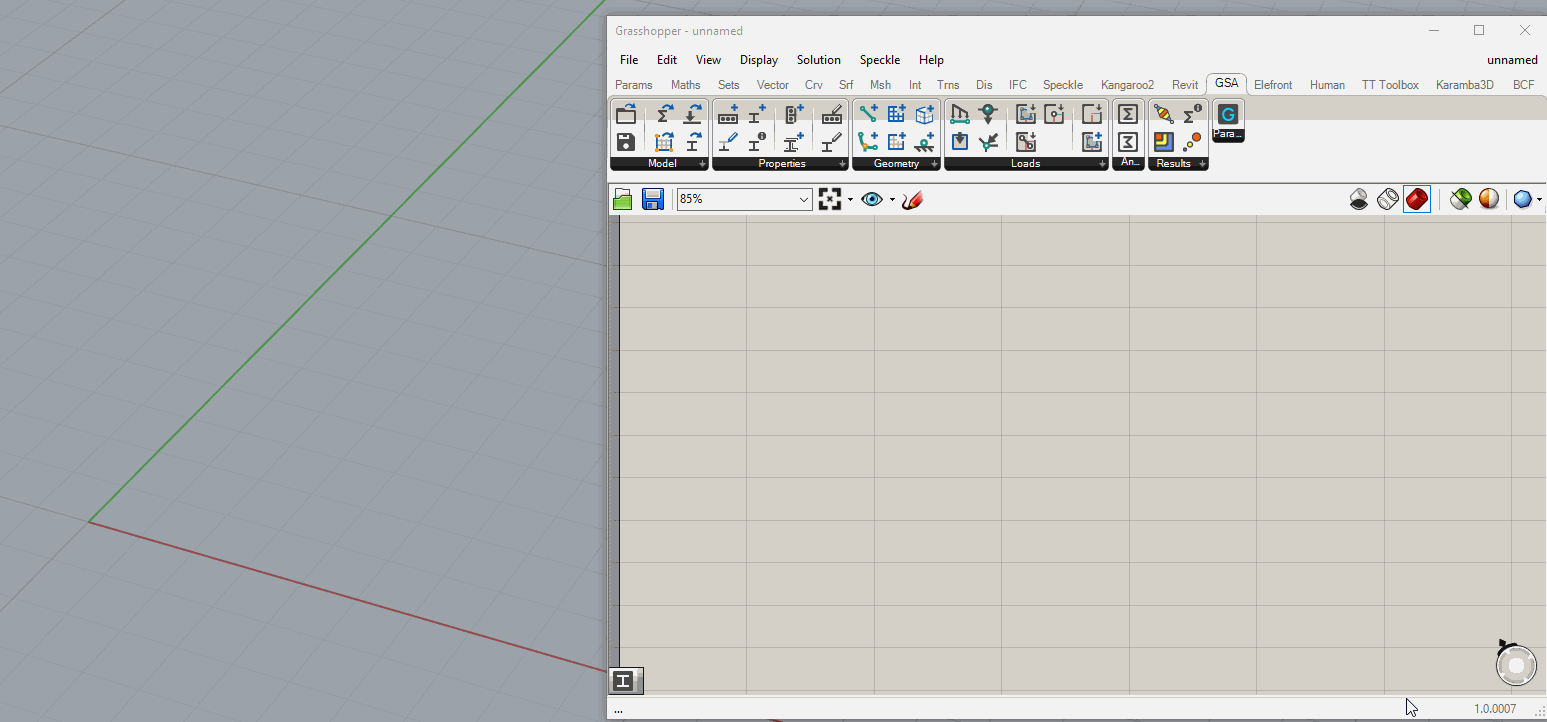 Grasshopper - unnamed
File Edit View Display Solution Speckle Help unnamed
Params Maths Sets Vector Crv Srf Msh Int Trns Dis IFC Speckle Kangaroo2 Revit GSA Elefront Human TT Toolbox Karamba3D BCF
G
Para...
Model Properties Geometry Loads An... Results
85%
... 1.0.0007